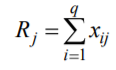 $R_j = \sum_{i=1}^{q} x_{ij}$